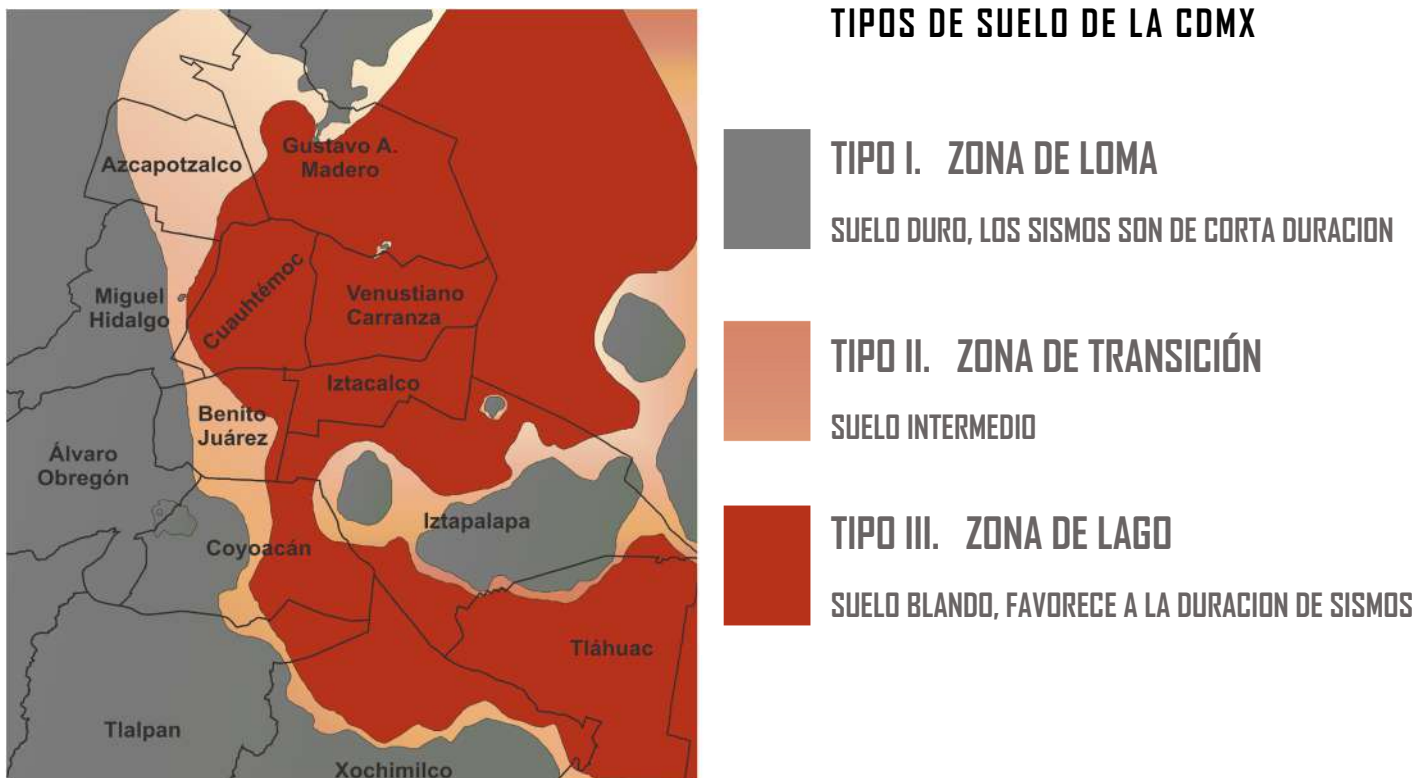 TIPOS DE SUELO DE LA CDMX
TIPO I. ZONA DE LOMA
SUELO DURO, LOS SISMOS SON DE CORTA DURACION
TIPO II. ZONA DE TRANSICIÓN
SUELO INTERMEDIO
TIPO III. ZONA DE LAGO
SUELO BLANDO, FAVORECE A LA DURACION DE SISMOS
Gustavo A.
Madero
Azcapotzalco
Miguel
Hidalgo
Cuauhtémoc
Venustiano
Carranza
Iztacalco
Benito
Juárez
Álvaro
Obregón
Iztapalapa
Coyoacán
Tláhuac
Tlalpan
Xochimilco